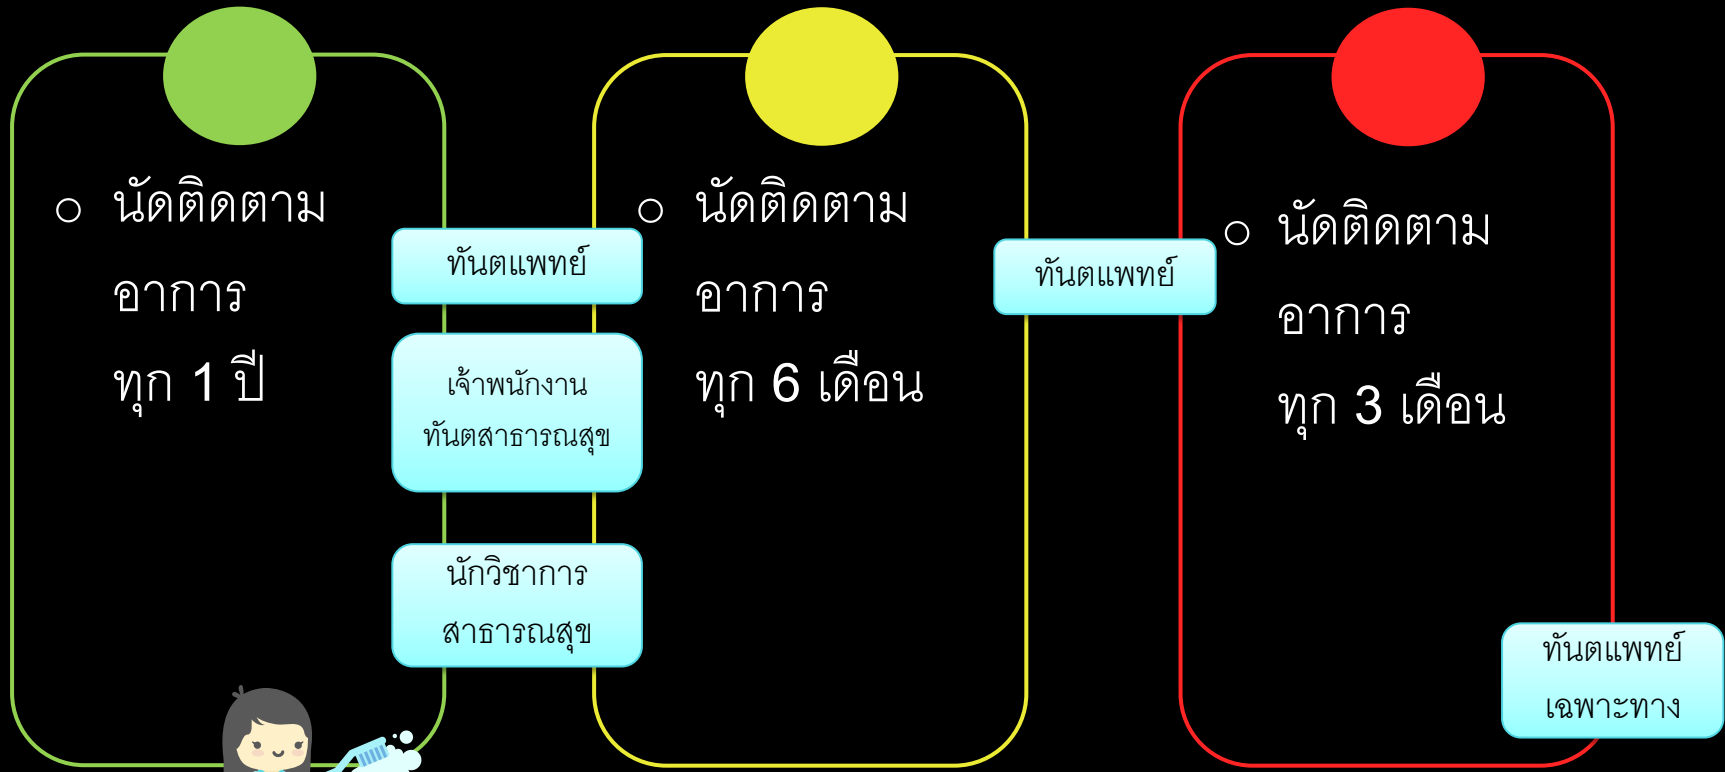 นัดติดตาม
อาการ
ทุก 1 ปี
ทันตแพทย์
เจ้าพนักงาน
ทันตสาธารณสุข
นักวิชาการ
สาธารณสุข
นัดติดตาม
อาการ
ทุก 6 เดือน
ทันตแพทย์
นัดติดตาม
อาการ
ทุก 3 เดือน
ทันตแพทย์
เฉพาะทาง